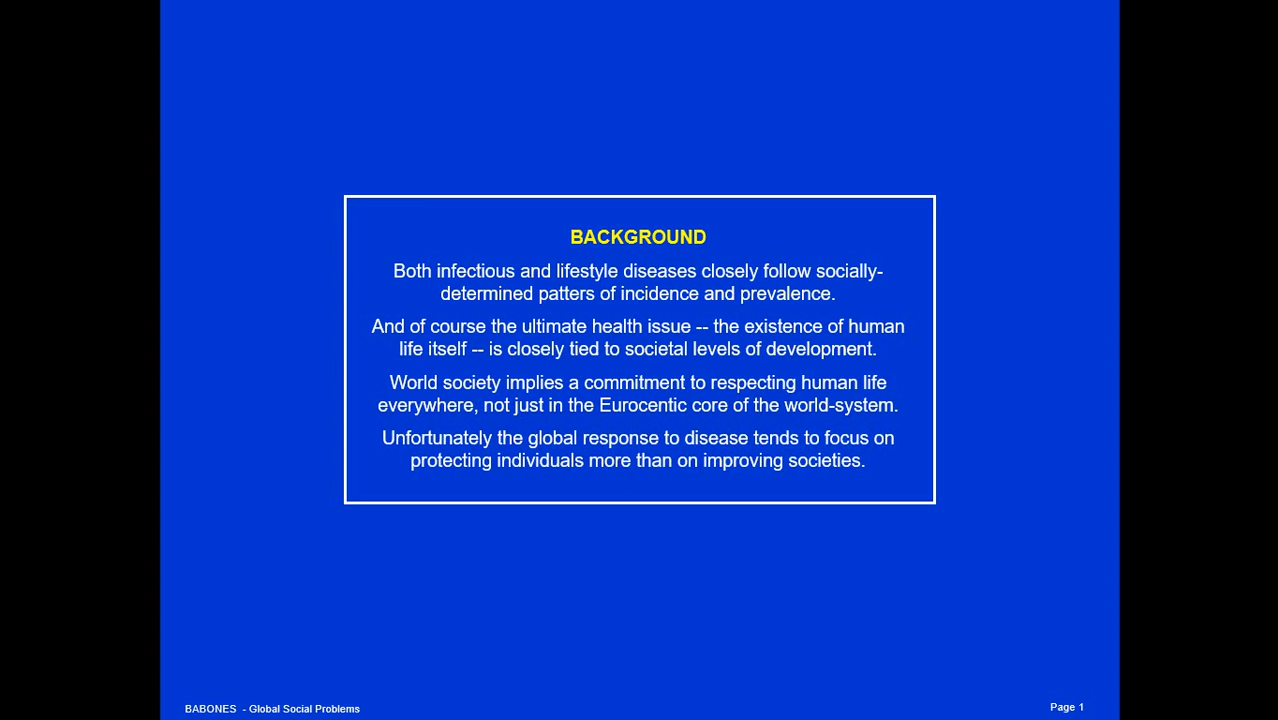 BACKGROUND
Both infectious and lifestyle diseases closely follow socially-
determined patters of incidence and prevalence.
And of course the ultimate health issue -- the existence of human
life itself -- is closely tied to societal levels of development.
World society implies a commitment to respecting human life
everywhere, not just in the Eurocentic core of the world-system.
Unfortunately the global response to disease tends to focus on
protecting individuals more than on improving societies.
BABONES - Global Social Problems
Page 1